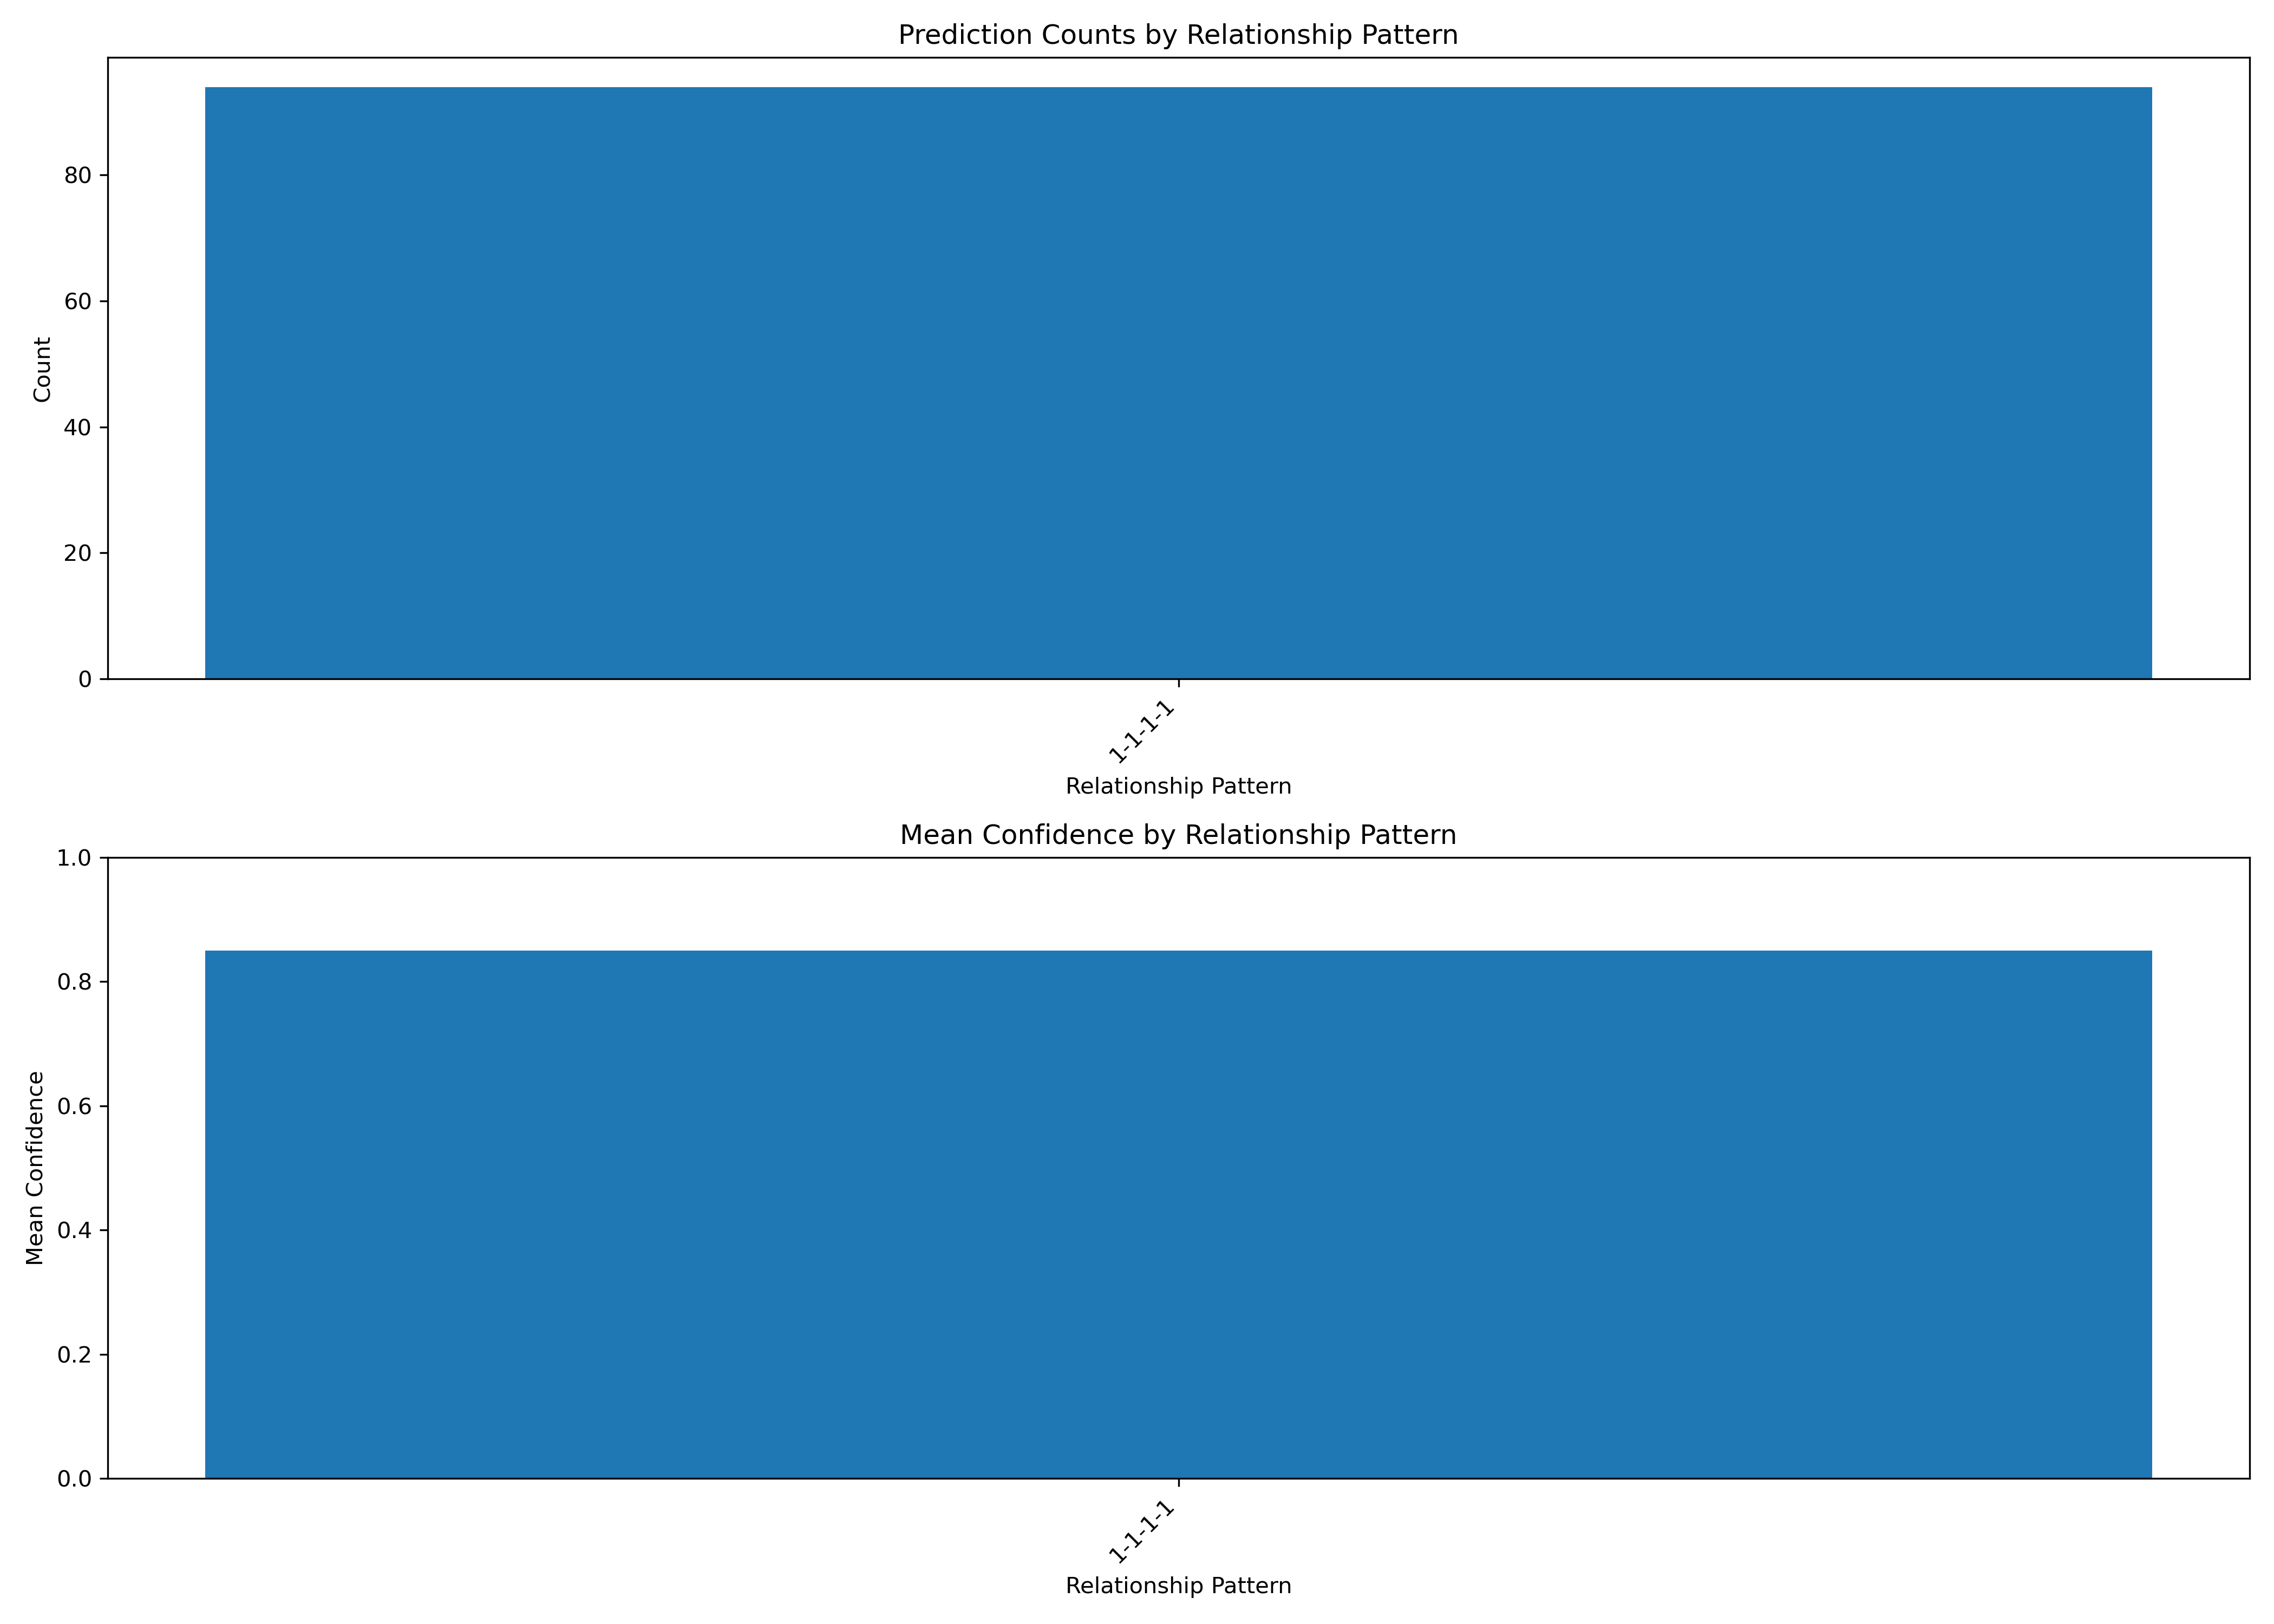 Prediction Counts by Relationship Pattern
80
60
40
20
0
Count
1-1-1-1
Relationship Pattern
Mean Confidence by Relationship Pattern
1.0
0.8
0.6
0.4
0.2
0.0
Mean Confidence
1-1-1-1
Relationship Pattern